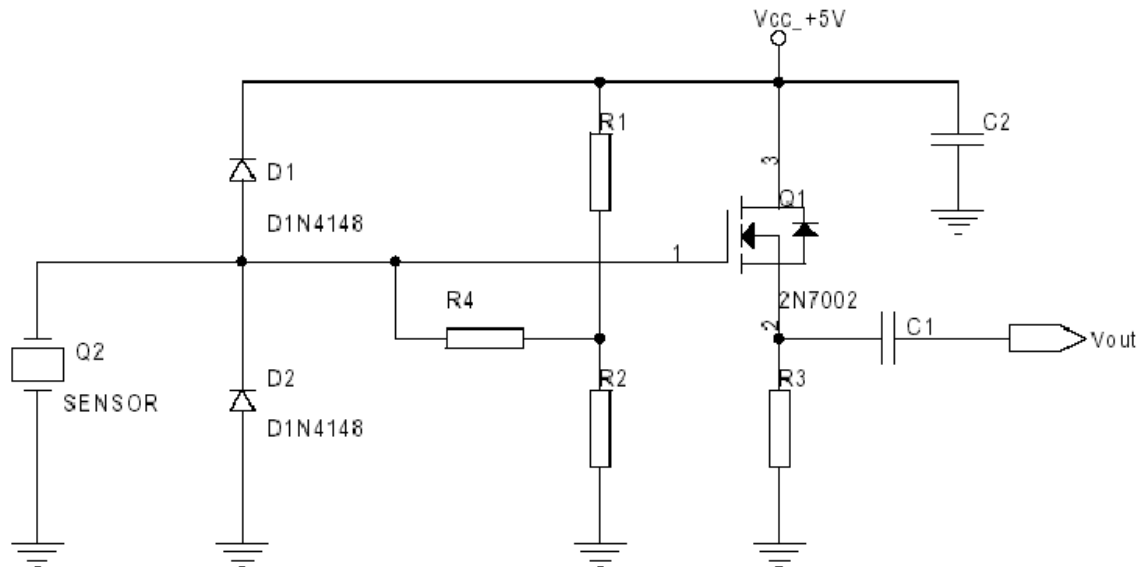 Vcc_+5V
R1
C2
D1
3
Q1
D1N4148
1
R4
2N7002
2
C1
Vout
Q2
D2
R2
R3
SENSOR
D1N4148